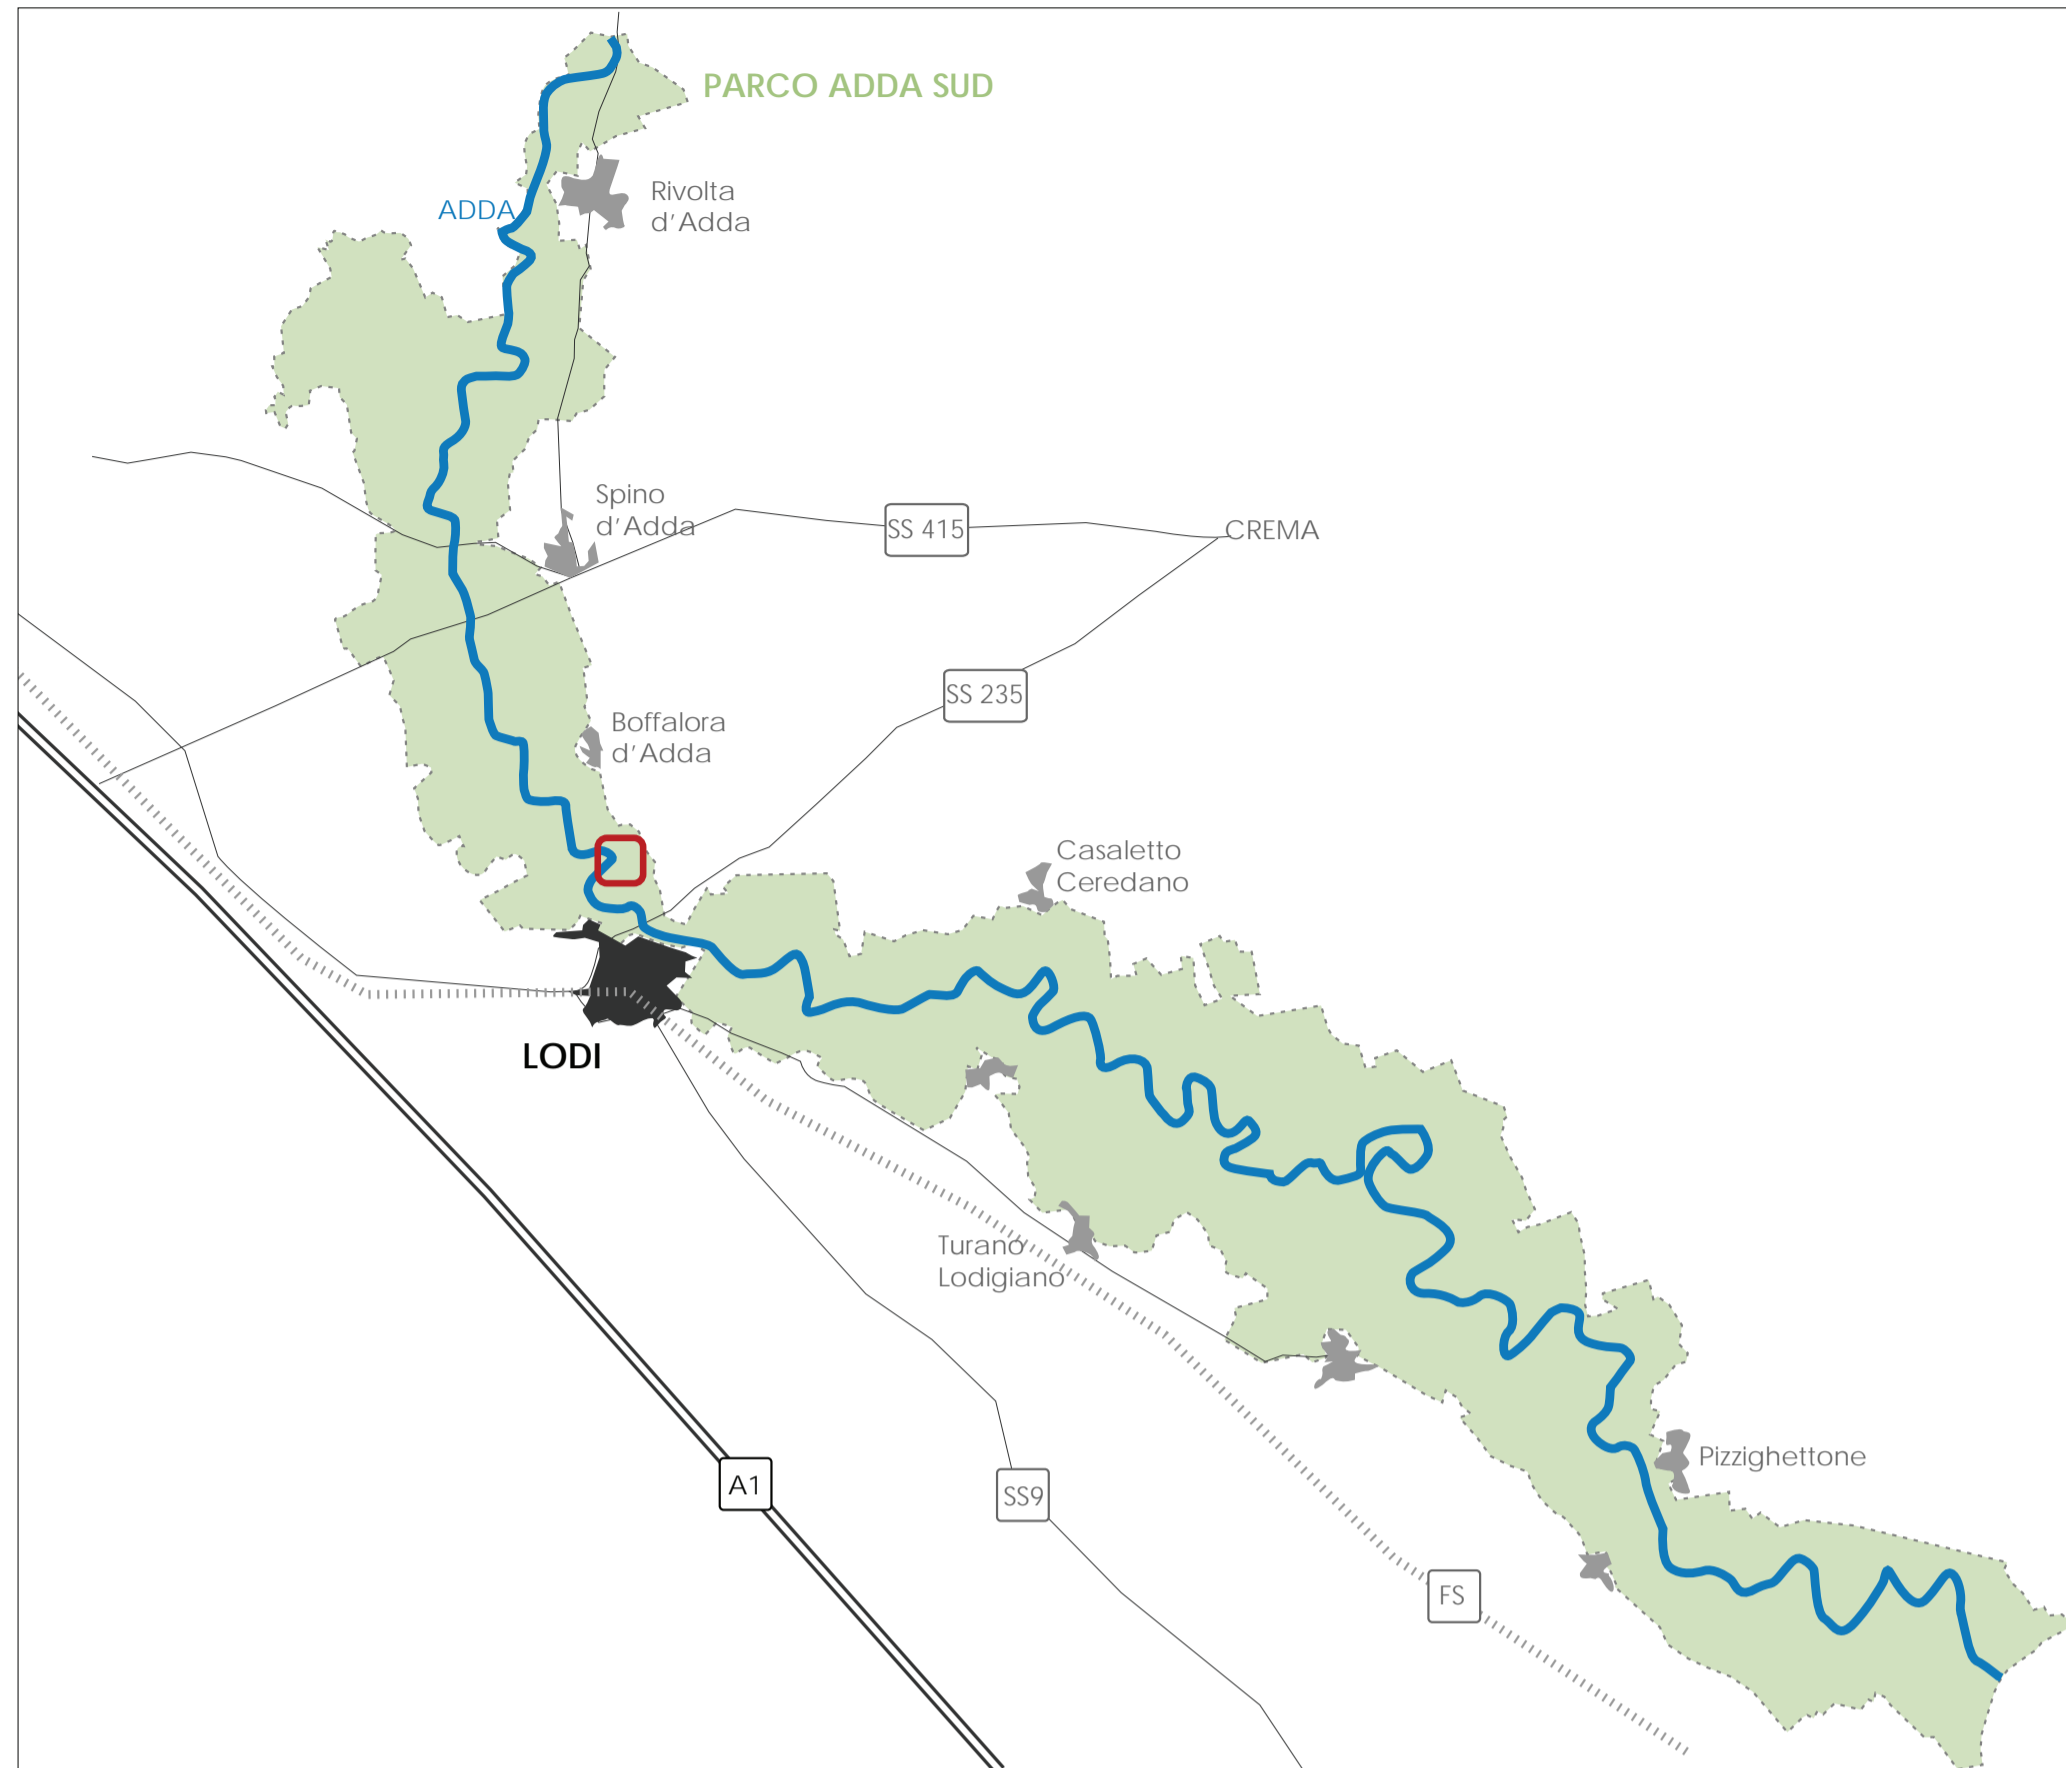 PARCO ADDA SUD
Rivolta
d'Adda
ADDA
Spino
d'Adda
SS 415
CREMA
SS 235
Boffalora
d'Adda
Casaletto
Ceredano
LODI
Turano
Lodigiano
Pizzighettone
A1
SS9
FS